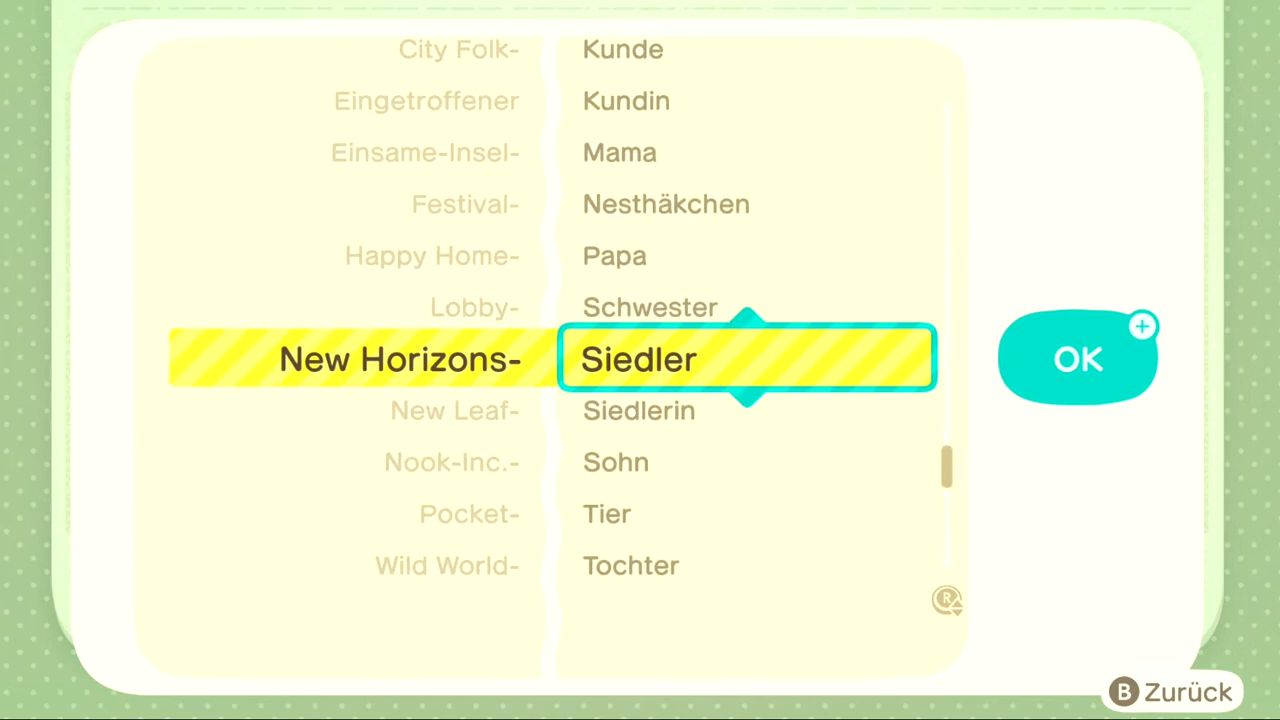 City Folk- Kunde
Eingetroffener Kundin
Einsame-Insel- Mama
Festival- Nesthäkchen
Happy Home- Papa
Lobby- Schwester
New Horizons- Siedler
OK
New Leaf- Siedlerin
Nook-Inc.- Sohn
Pocket- Tier
Wild World- Tochter
R
B Zurück